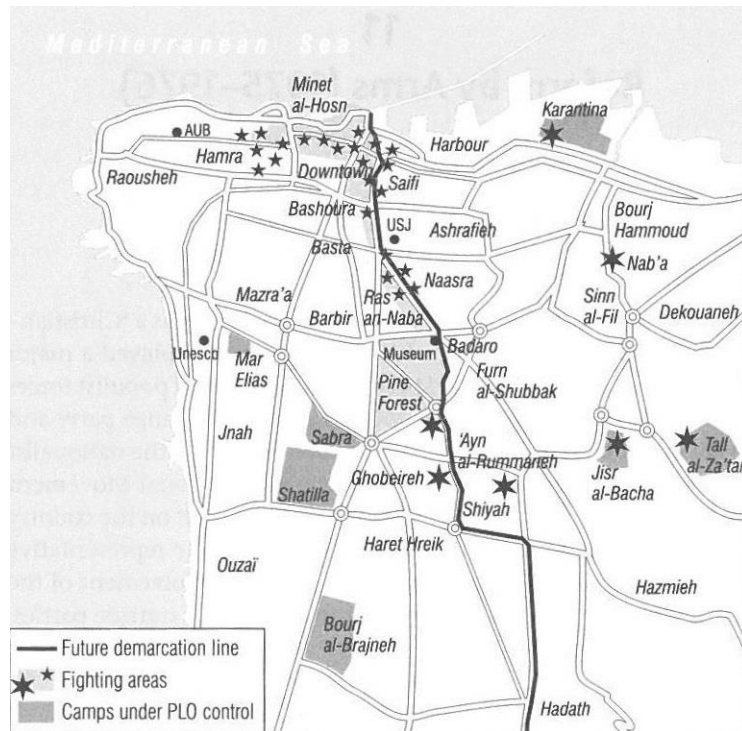 Mediterranean Sea
Minet
al-Hosn
Karantina
AUB
Hamra
Harbour
Raousheh
Downtown
Saifi
Bashoura
USJ
Ashrafieh
Bourj
Hammoud
Basta
Nab'a
Naasra
Mazra'a
Ras
an-Naba
Sinn
al-Fil
Dekouaneh
Barbir
Unesco
Mar
Elias
Museum
Badaro
Pine
Forest
Furn
al-Shubbak
Jnah
Sabra
'Ayn
al-Rummaneh
Tall
al-Za'tar
Jisr
al-Bacha
Shatilla
Ghobeireh
Shiyah
Haret Hreik
Ouzaï
Hazmieh
Bourj
al-Brajneh
Hadath
Future demarcation line
Fighting areas
Camps under PLO control